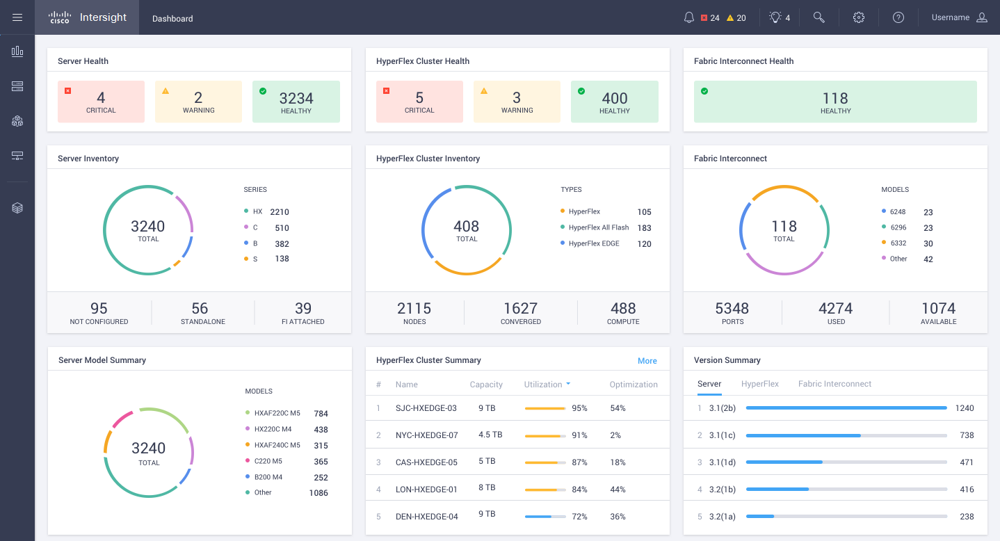 CISCO Intersight Dashboard 24 20 4 Username
Server Health
4 2 3234
CRITICAL WARNING HEALTHY
HyperFlex Cluster Health
5 3 400
CRITICAL WARNING HEALTHY
Fabric Interconnect Health
118
HEALTHY
Server Inventory
3240
TOTAL
SERIES
HX 2210
C 510
B 382
S 138
95 56 39
NOT CONFIGURED STANDALONE FI ATTACHED
HyperFlex Cluster Inventory
408
TOTAL
TYPES
HyperFlex 105
HyperFlex All Flash 183
HyperFlex EDGE 120
2115 1627 488
NODES CONVERGED COMPUTE
Fabric Interconnect
118
TOTAL
MODELS
6248 23
6296 23
6332 30
Other 42
5348 4274 1074
PORTS USED AVAILABLE
Server Model Summary
3240
TOTAL
MODELS
HXAF220C M5 784
HX220C M4 438
HXAF240C M5 315
C220 M5 365
B200 M4 252
Other 1086
HyperFlex Cluster Summary More
# Name Capacity Utilization Optimization
1 SJC-HXEDGE-03 9 TB 95% 54%
2 NYC-HXEDGE-07 4.5 TB 91% 2%
3 CAS-HXEDGE-05 5 TB 87% 18%
4 LON-HXEDGE-01 8 TB 84% 44%
5 DEN-HXEDGE-04 9 TB 72% 36%
Version Summary
Server HyperFlex Fabric Interconnect
1 3.1(2b) 1240
2 3.1(1c) 738
3 3.1(1d) 471
4 3.2(1b) 416
5 3.2(1a) 238